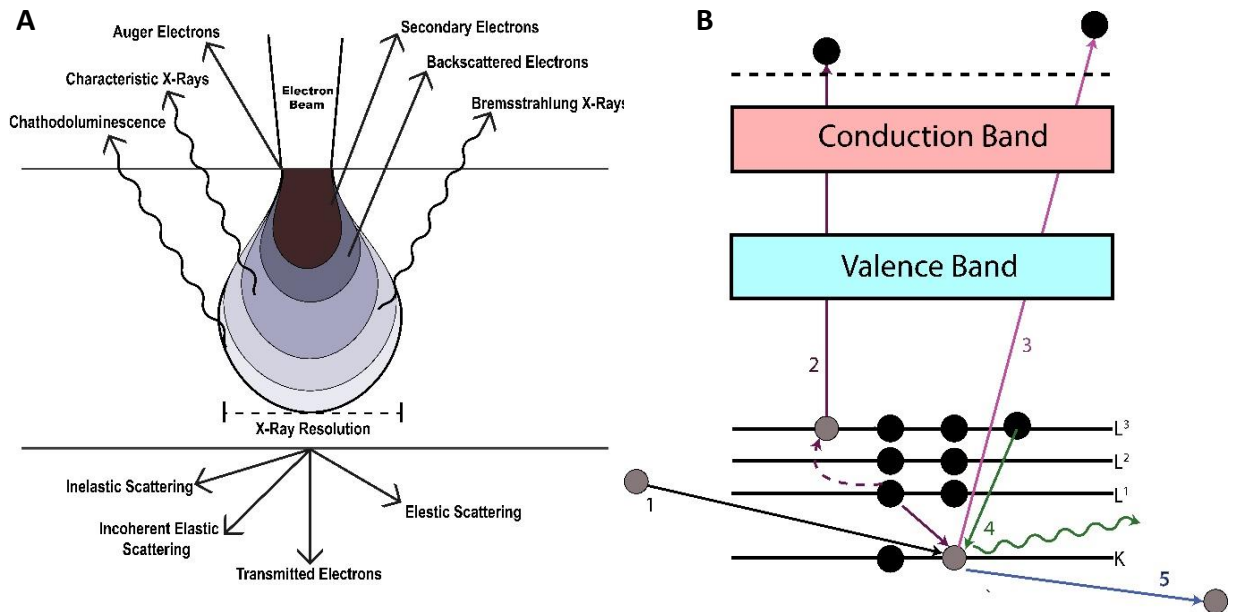 A
Auger Electrons
Secondary Electrons
Characteristic X-Rays
Backscattered Electrons
Electron
Beam
Chathodoluminescence
Bremsstrahlung X-Rays
X-Ray Resolution
Inelastic Scattering
Elestic Scattering
Incoherent Elastic
Scattering
Transmitted Electrons
B
Conduction Band
Valence Band
3
2
L3
L2
L1
1
4
K
5